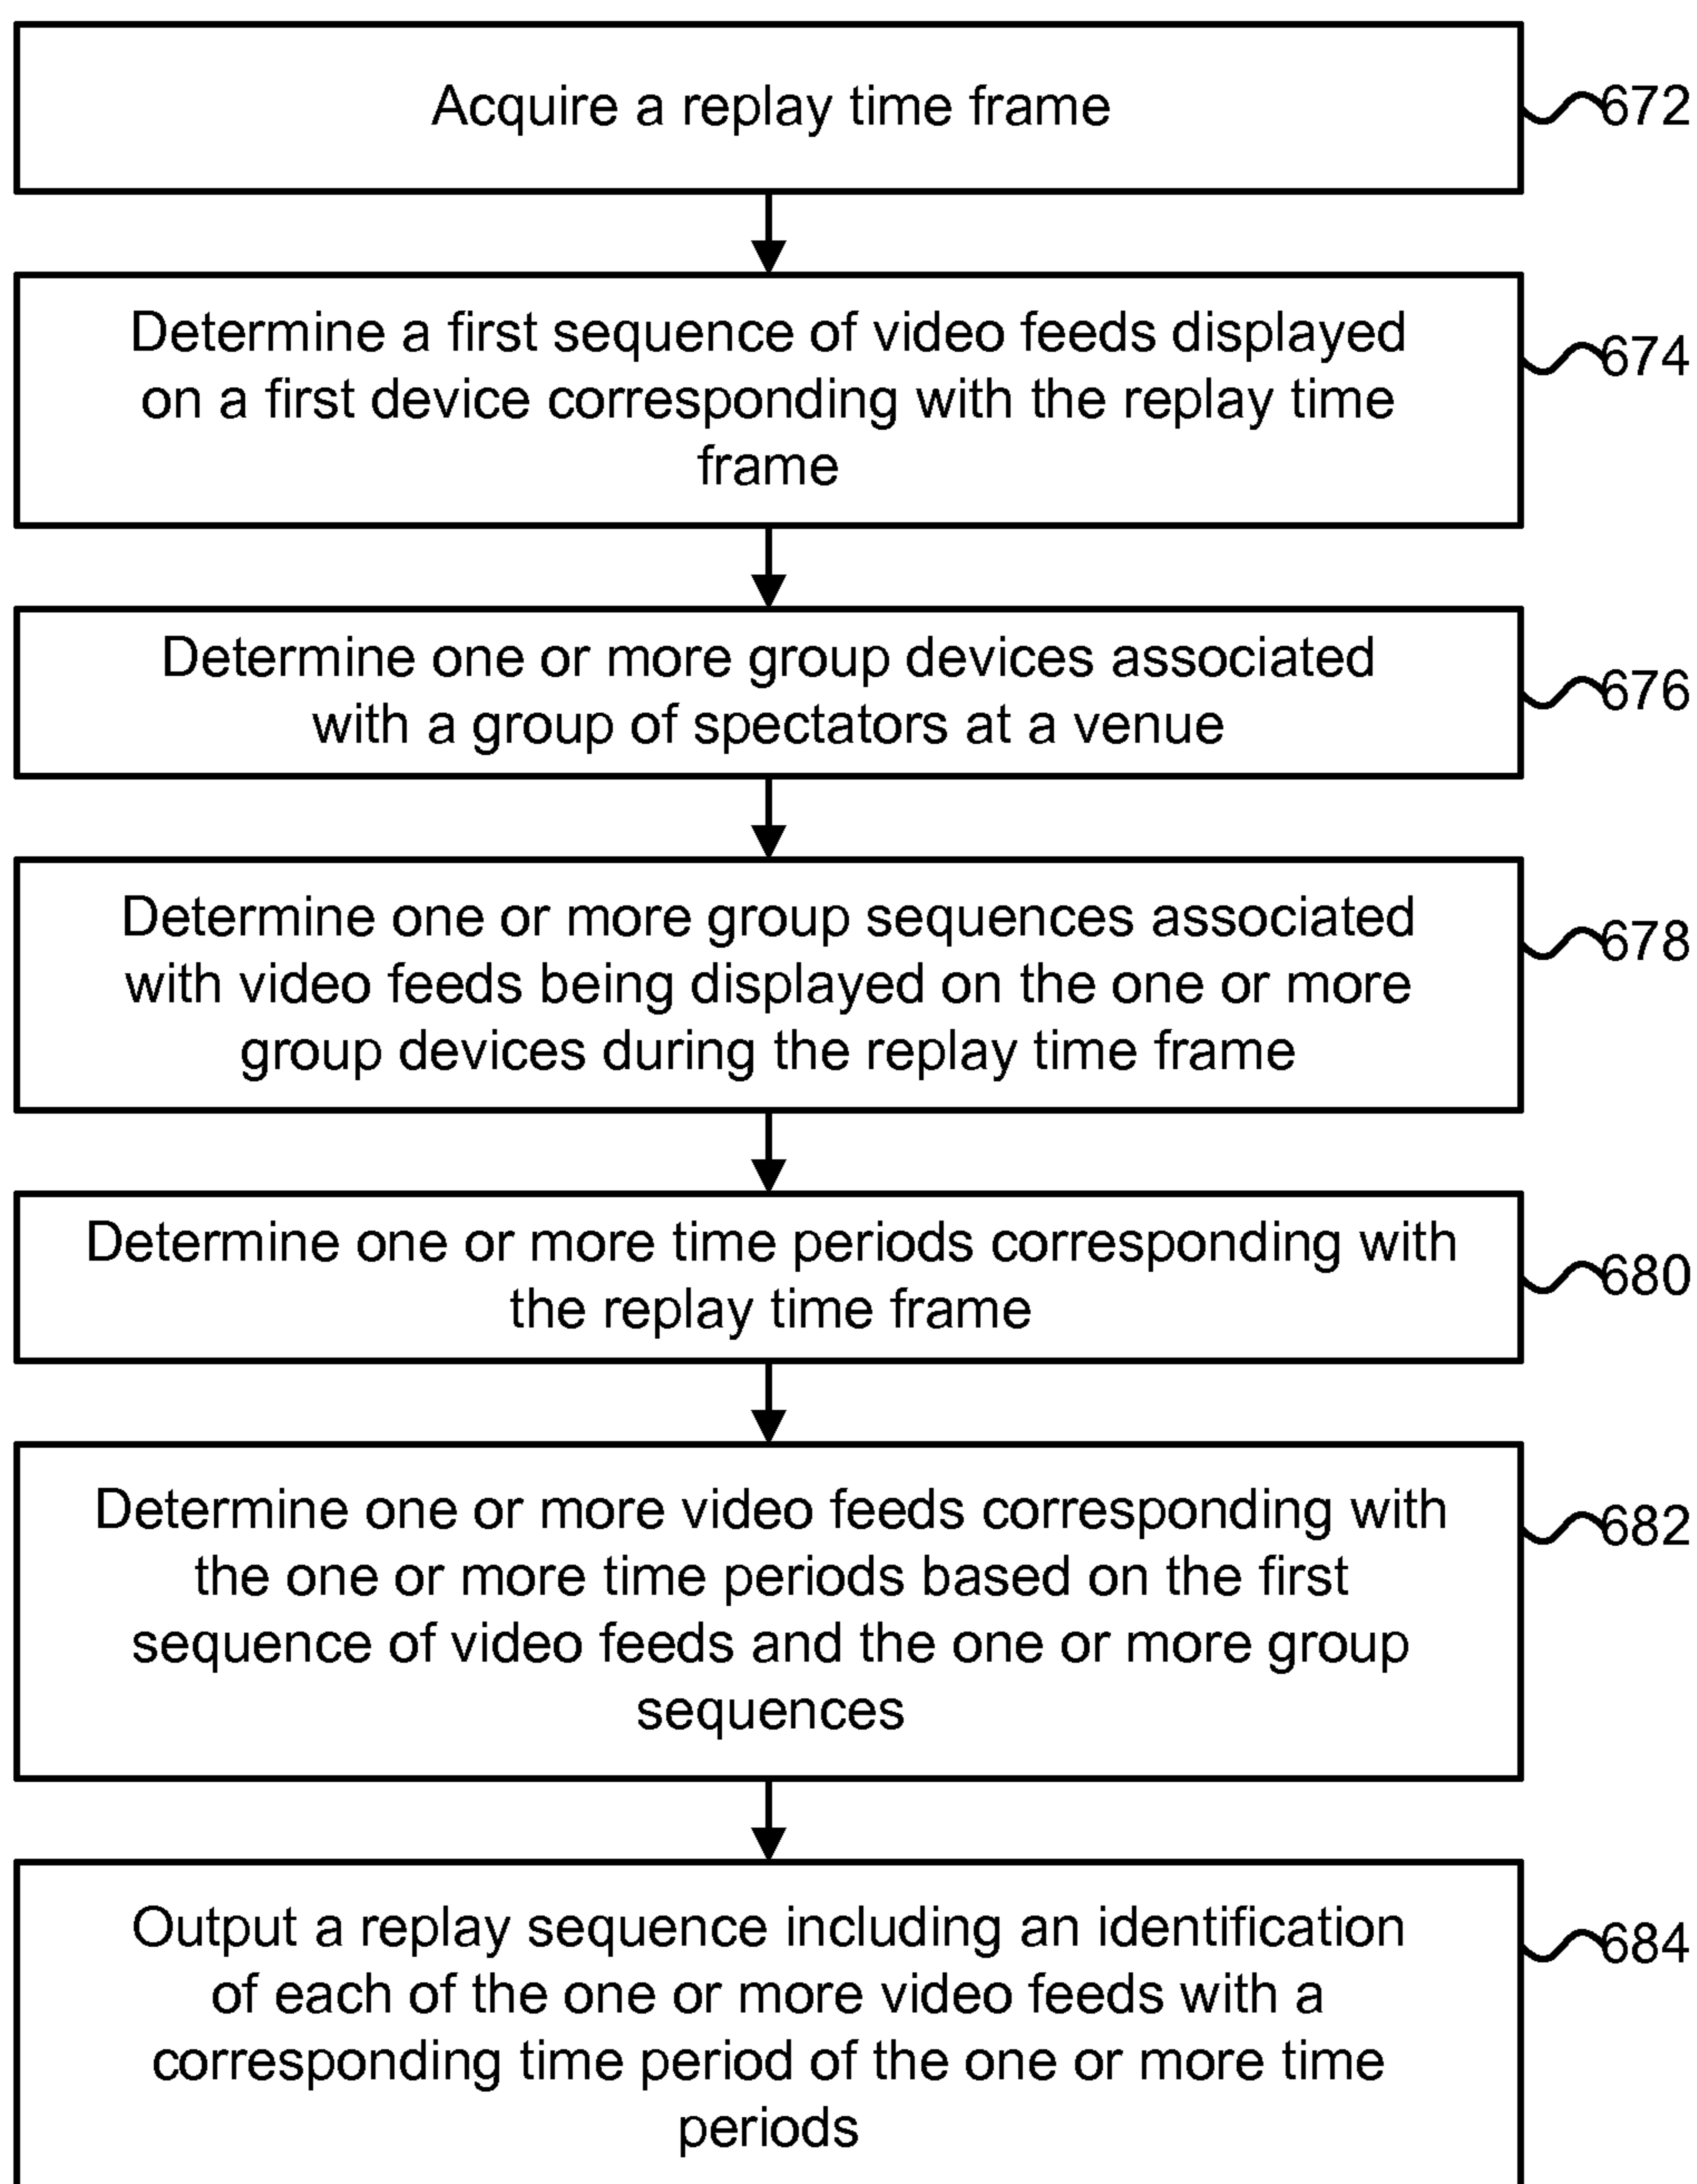 Acquire a replay time frame
672
Determine a first sequence of video feeds displayed
on a first device corresponding with the replay time
frame
674
Determine one or more group devices associated
with a group of spectators at a venue
676
Determine one or more group sequences associated
with video feeds being displayed on the one or more
group devices during the replay time frame
678
Determine one or more time periods corresponding with
the replay time frame
680
Determine one or more video feeds corresponding with
the one or more time periods based on the first
sequence of video feeds and the one or more group
sequences
682
Output a replay sequence including an identification
of each of the one or more video feeds with a
corresponding time period of the one or more time
periods
684